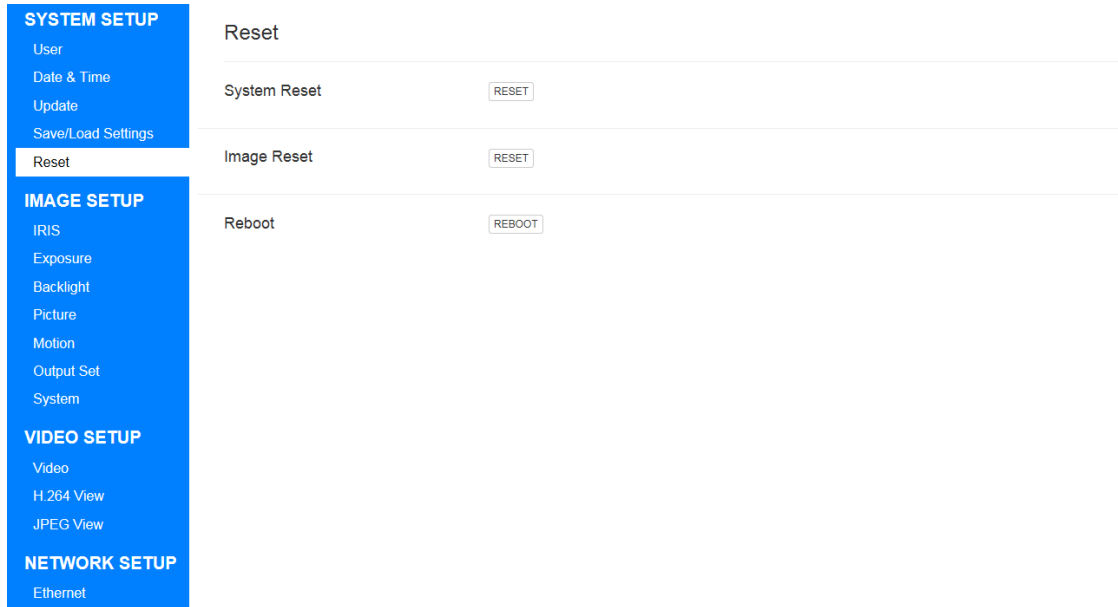 SYSTEM SETUP
User
Date & Time
Update
Save/Load Settings
Reset
IMAGE SETUP
IRIS
Exposure
Backlight
Picture
Motion
Output Set
System
VIDEO SETUP
Video
H.264 View
JPEG View
NETWORK SETUP
Ethernet
Reset
System Reset RESET
Image Reset RESET
Reboot REBOOT